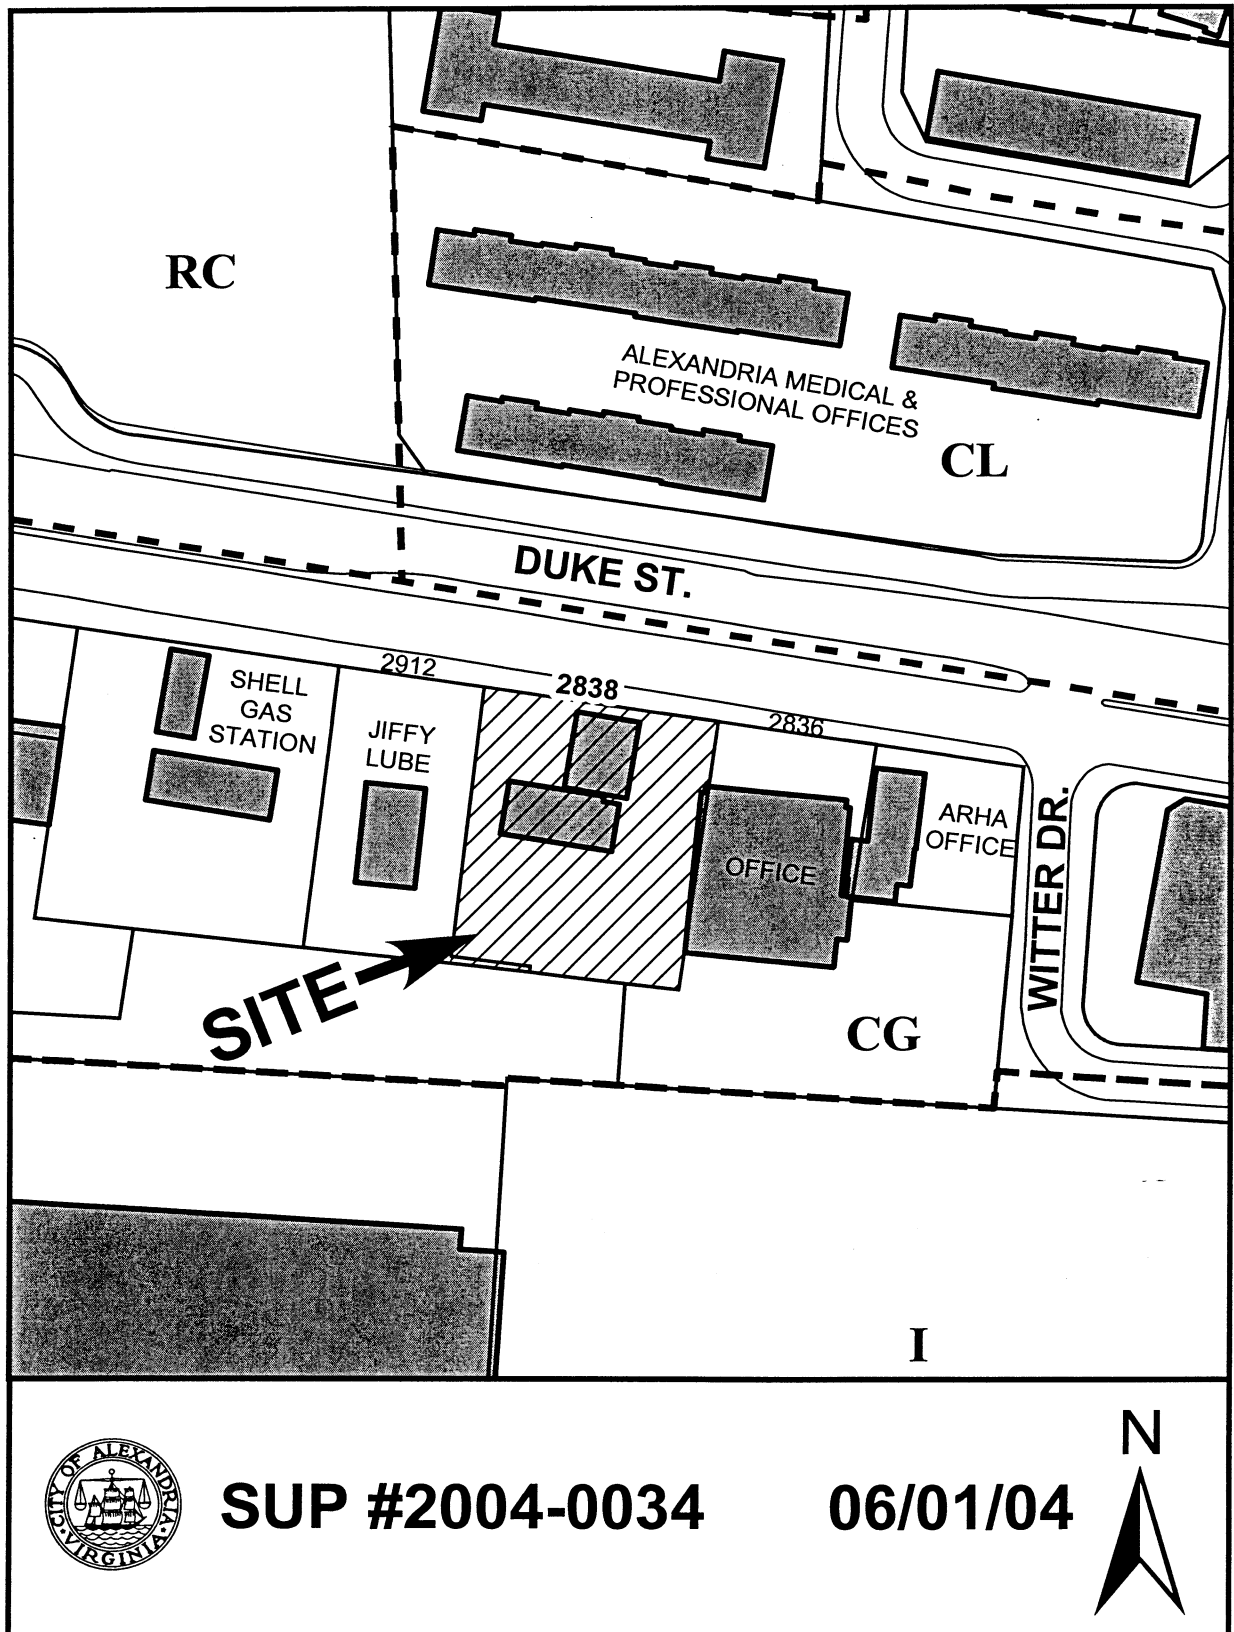 RC
ALEXANDRIA MEDICAL &
PROFESSIONAL OFFICES
CL
DUKE ST.
2912
2838
2836
SHELL
GAS
STATION
JIFFY
LUBE
OFFICE
ARHA
OFFICE
WITTER DR.
SITE
CG
I
CITY OF ALEXANDRIA
VIRGINIA
SUP #2004-0034
06/01/04
N